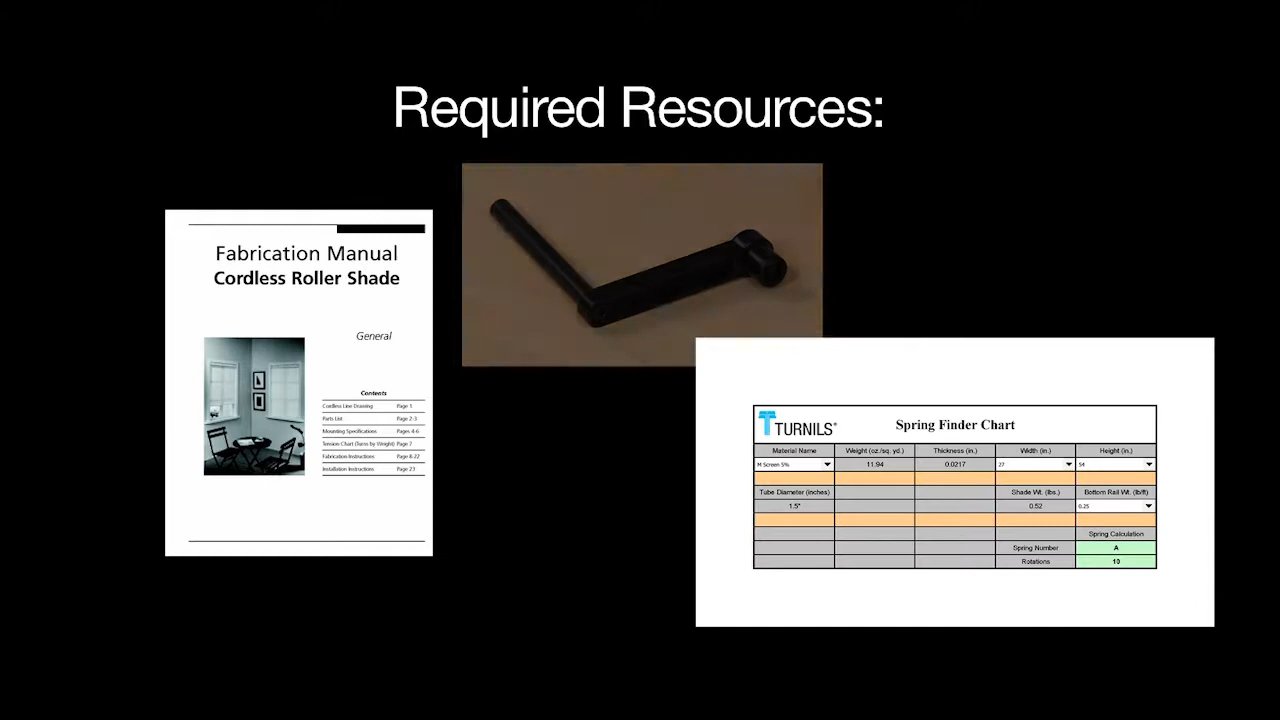 Required Resources:
Fabrication Manual
Cordless Roller Shade
General
Contents
Cordless Line Drawing Page 1
Parts List Page 2-3
Mounting Specifications Pages 4-6
Tension Chart (Turns by Weight) Page 7
Fabrication Instructions Page 8-22
Installation Instructions Page 23
TURNILS® Spring Finder Chart
Material Name Weight (oz./sq. yd.) Thickness (in.) Width (in.) Height (in.)
M Screen 5% 11.94 0.0217 27 54
Tube Diameter (inches) Shade Wt. (lbs.) Bottom Rail Wt. (lb/ft)
1.5" 0.52 0.25
Spring Calculation
Spring Number A
Rotations 10